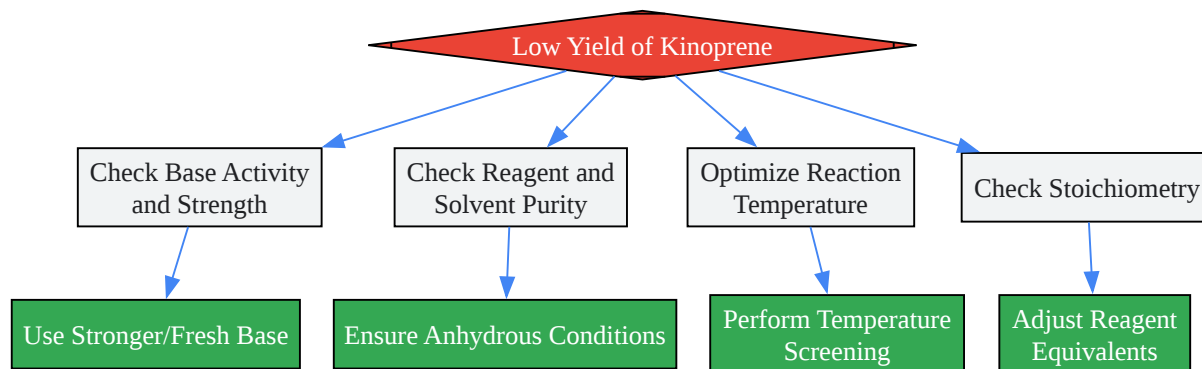 Low Yield of Kinoprene
Check Base Activity
and Strength
Check Reagent and
Solvent Purity
Optimize Reaction
Temperature
Check Stoichiometry
Use Stronger/Fresh Base
Ensure Anhydrous Conditions
Perform Temperature
Screening
Adjust Reagent
Equivalents